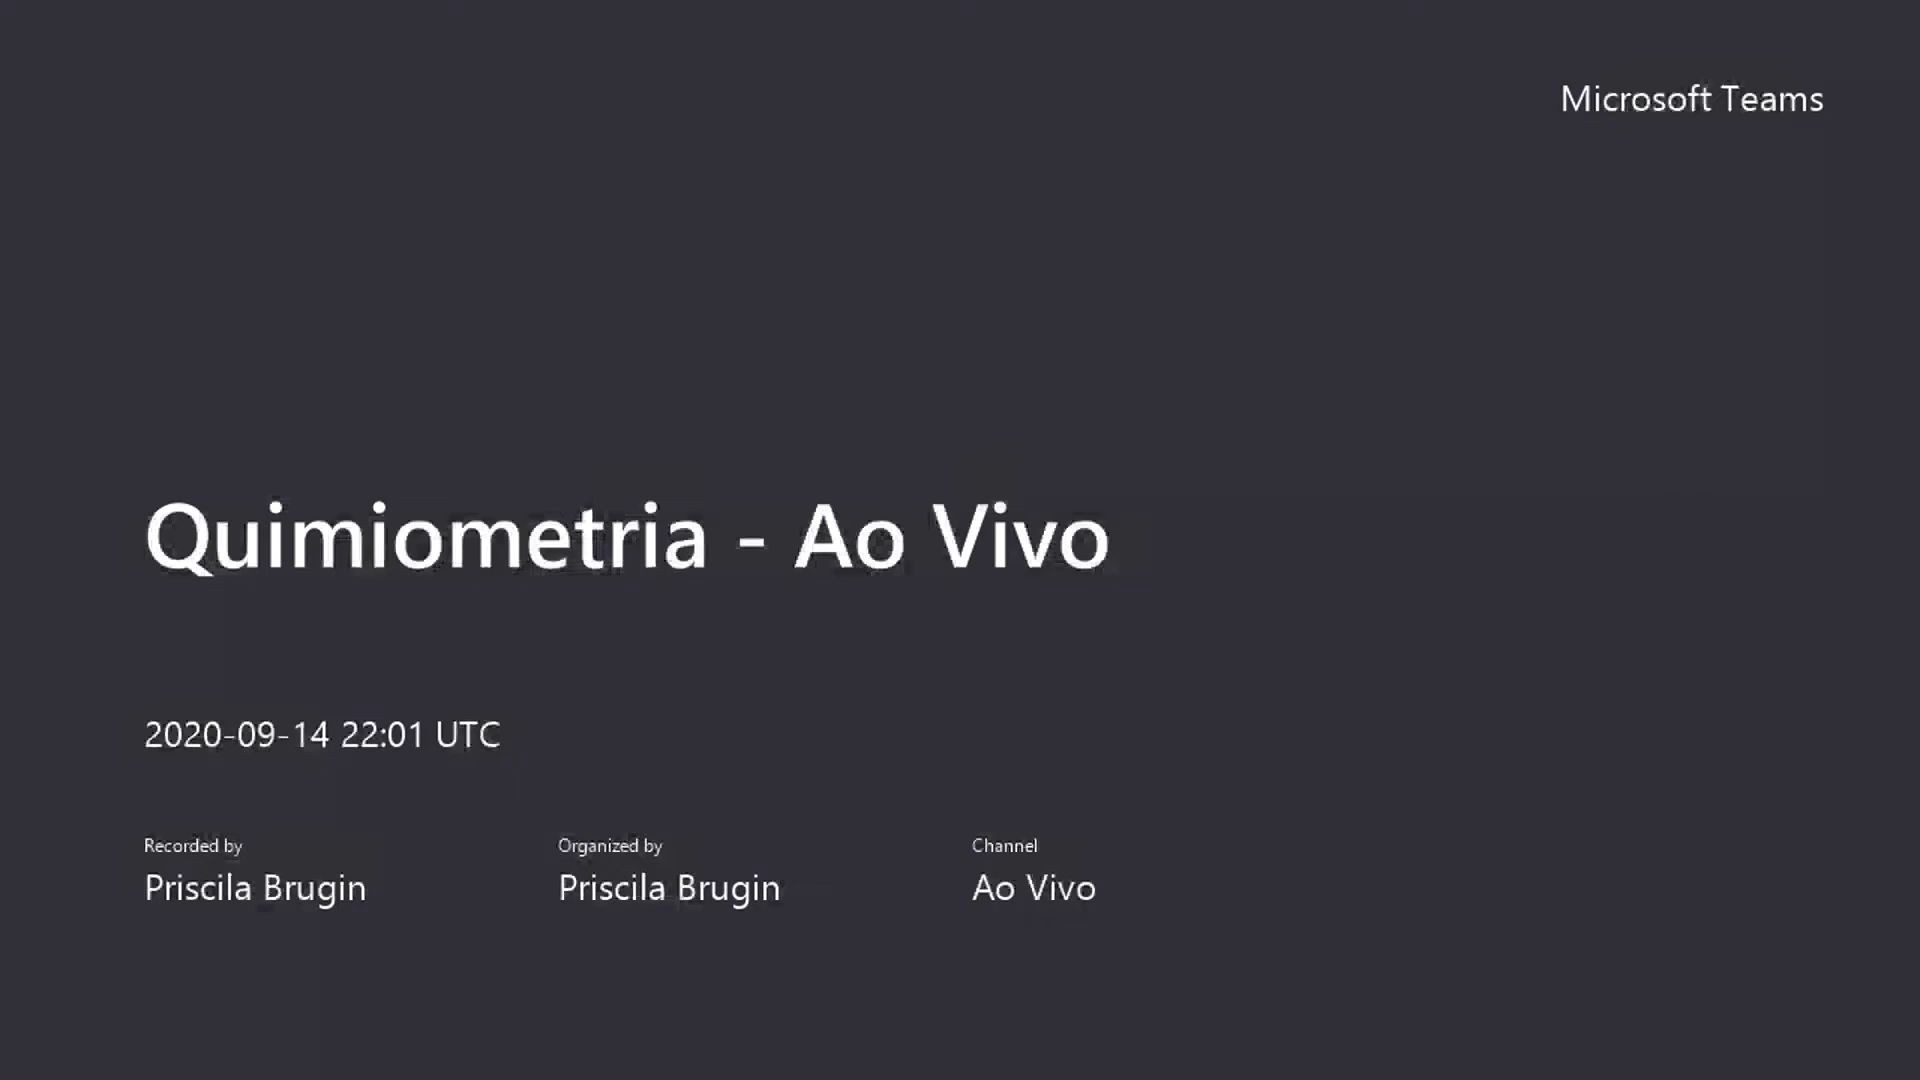 Microsoft Teams
Quimiometria - Ao Vivo
2020-09-14 22:01 UTC
Recorded by
Priscila Brugin
Organized by
Priscila Brugin
Channel
Ao Vivo